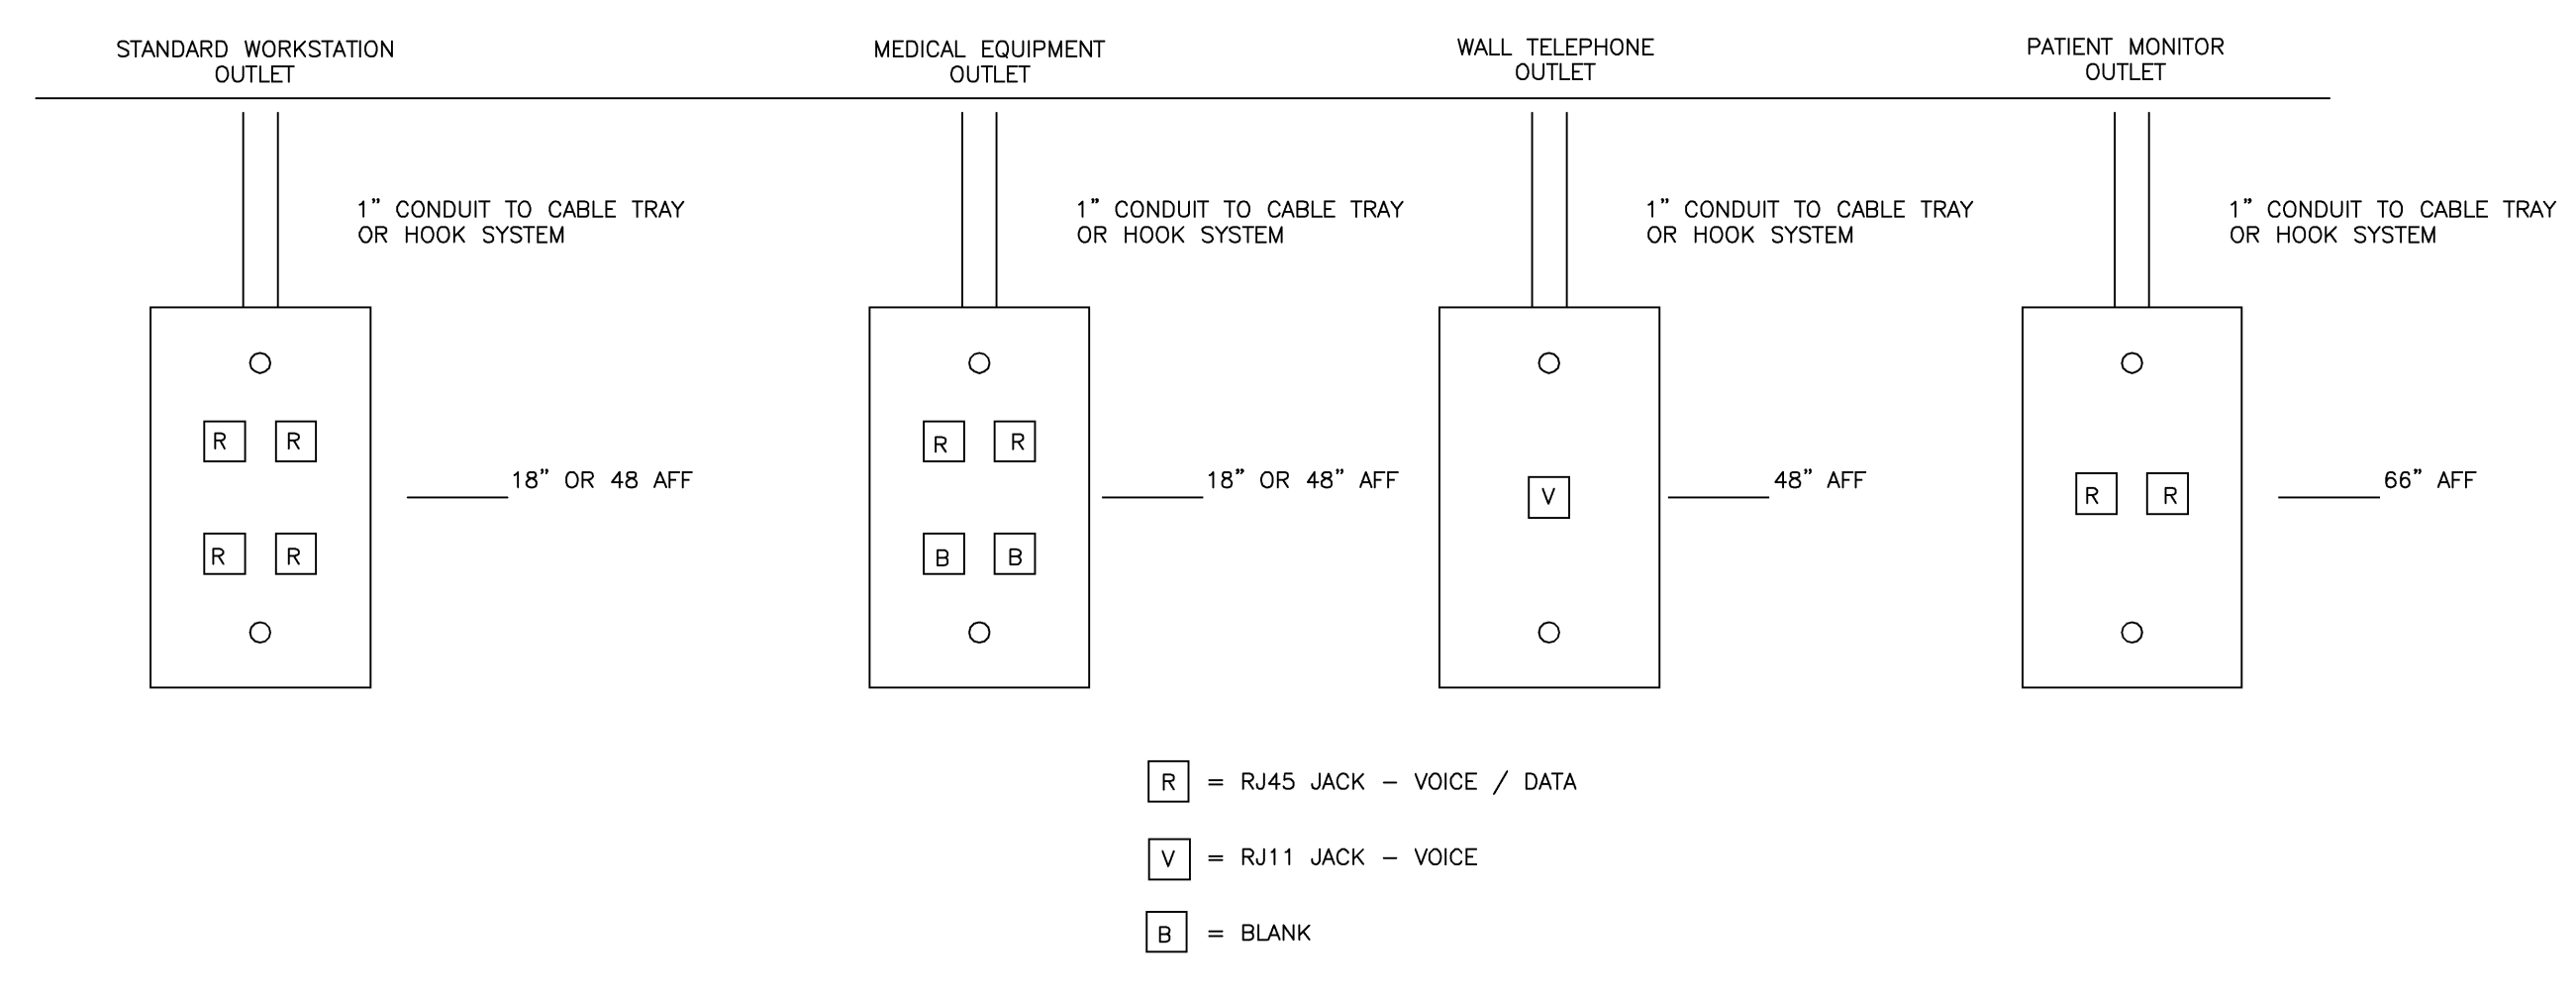 STANDARD WORKSTATION
OUTLET
MEDICAL EQUIPMENT
OUTLET
WALL TELEPHONE
OUTLET
PATIENT MONITOR
OUTLET
1" CONDUIT TO CABLE TRAY
OR HOOK SYSTEM
1" CONDUIT TO CABLE TRAY
OR HOOK SYSTEM
1" CONDUIT TO CABLE TRAY
OR HOOK SYSTEM
1" CONDUIT TO CABLE TRAY
OR HOOK SYSTEM
R R
R R
18" OR 48 AFF
R R
B B
18" OR 48" AFF
V
48" AFF
R R
66" AFF
R = RJ45 JACK - VOICE / DATA
V = RJ11 JACK - VOICE
B = BLANK